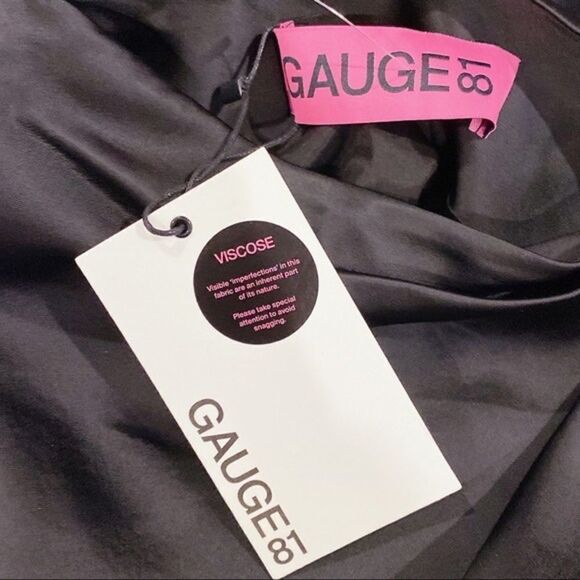 GAUGE81
VISCOSE
Visible 'imperfections' in this
fabric are an inherent part
of its nature.
Please take special
attention to avoid
snagging.
GAUGE81